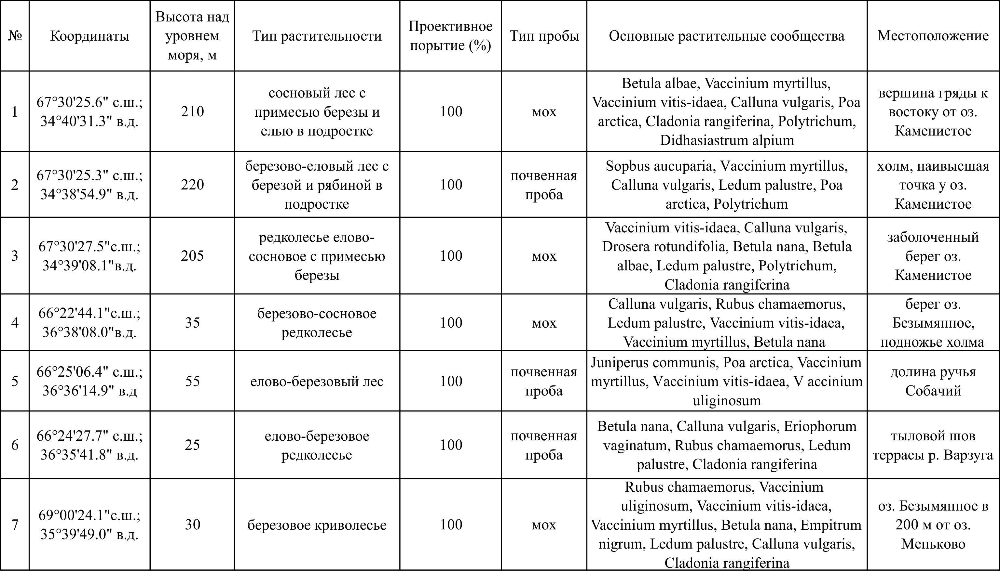 №
Координаты
Высота над
уровнем
моря, м
Тип растительности
Проективное
порытие (%)
Тип пробы
Основные растительные сообщества
Местоположение
1
67°30'25.6" с.ш.;
34°40'31.3" в.д.
210
сосновый лес с
примесью березы и
елью в подростке
100
мох
Betula albae, Vaccinium myrtillus,
Vaccinium vitis-idaea, Calluna vulgaris, Poa
arctica, Cladonia rangiferina, Polytrichum,
Didhasiastrum alpium
вершина гряды к
востоку от оз.
Каменистое
2
67°30'25.3" с.ш.;
34°38'54.9" в.д.
220
березово-еловый лес с
березой и рябиной в
подростке
100
почвенная
проба
Sopbus aucuparia, Vaccinium myrtillus,
Calluna vulgaris, Ledum palustre, Poa
arctica, Polytrichum
холм, наивысшая
точка у оз.
Каменистое
3
67°30'27.5"с.ш.;
34°39'08.1"в.д.
205
редколесье елово-
сосновое с примесью
березы
100
мох
Vaccinium vitis-idaea, Calluna vulgaris,
Drosera rotundifolia, Betula nana, Betula
albae, Ledum palustre, Polytrichum,
Cladonia rangiferina
заболоченный
берег оз.
Каменистое
4
66°22'44.1"с.ш.;
36°38'08.0"в.д.
35
березово-сосновое
редколесье
100
мох
Calluna vulgaris, Rubus chamaemorus,
Ledum palustre, Vaccinium vitis-idaea,
Vaccinium myrtillus, Betula nana
берег оз.
Безымянное,
подножье холма
5
66°25'06.4" с.ш.;
36°36'14.9" в.д
55
елово-березовый лес
100
почвенная
проба
Juniperus communis, Poa arctica, Vaccinium
myrtillus, Vaccinium vitis-idaea, V accinium
uliginosum
долина ручья
Собачий
6
66°24'27.7" с.ш.;
36°35'41.8" в.д.
25
елово-березовое
редколесье
100
почвенная
проба
Betula nana, Calluna vulgaris, Eriophorum
vaginatum, Rubus chamaemorus, Ledum
palustre, Cladonia rangiferina
тыловой шов
террасы р. Варзуга
7
69°00'24.1"с.ш.;
35°39'49.0" в.д.
30
березовое криволесье
100
мох
Rubus chamaemorus, Vaccinium
uliginosum, Vaccinium vitis-idaea,
Vaccinium myrtillus, Betula nana, Empitrum
nigrum, Ledum palustre, Calluna vulgaris,
Cladonia rangiferina
оз. Безымянное в
200 м от оз.
Меньково